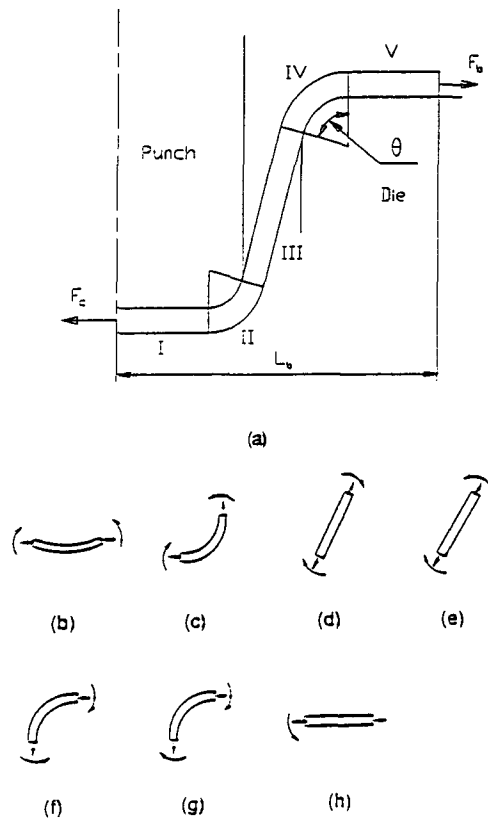 IV
V
F_b
Punch
θ
Die
III
F_c
I
II
L_b
(a)
(b)
(c)
(d)
(e)
(f)
(g)
(h)